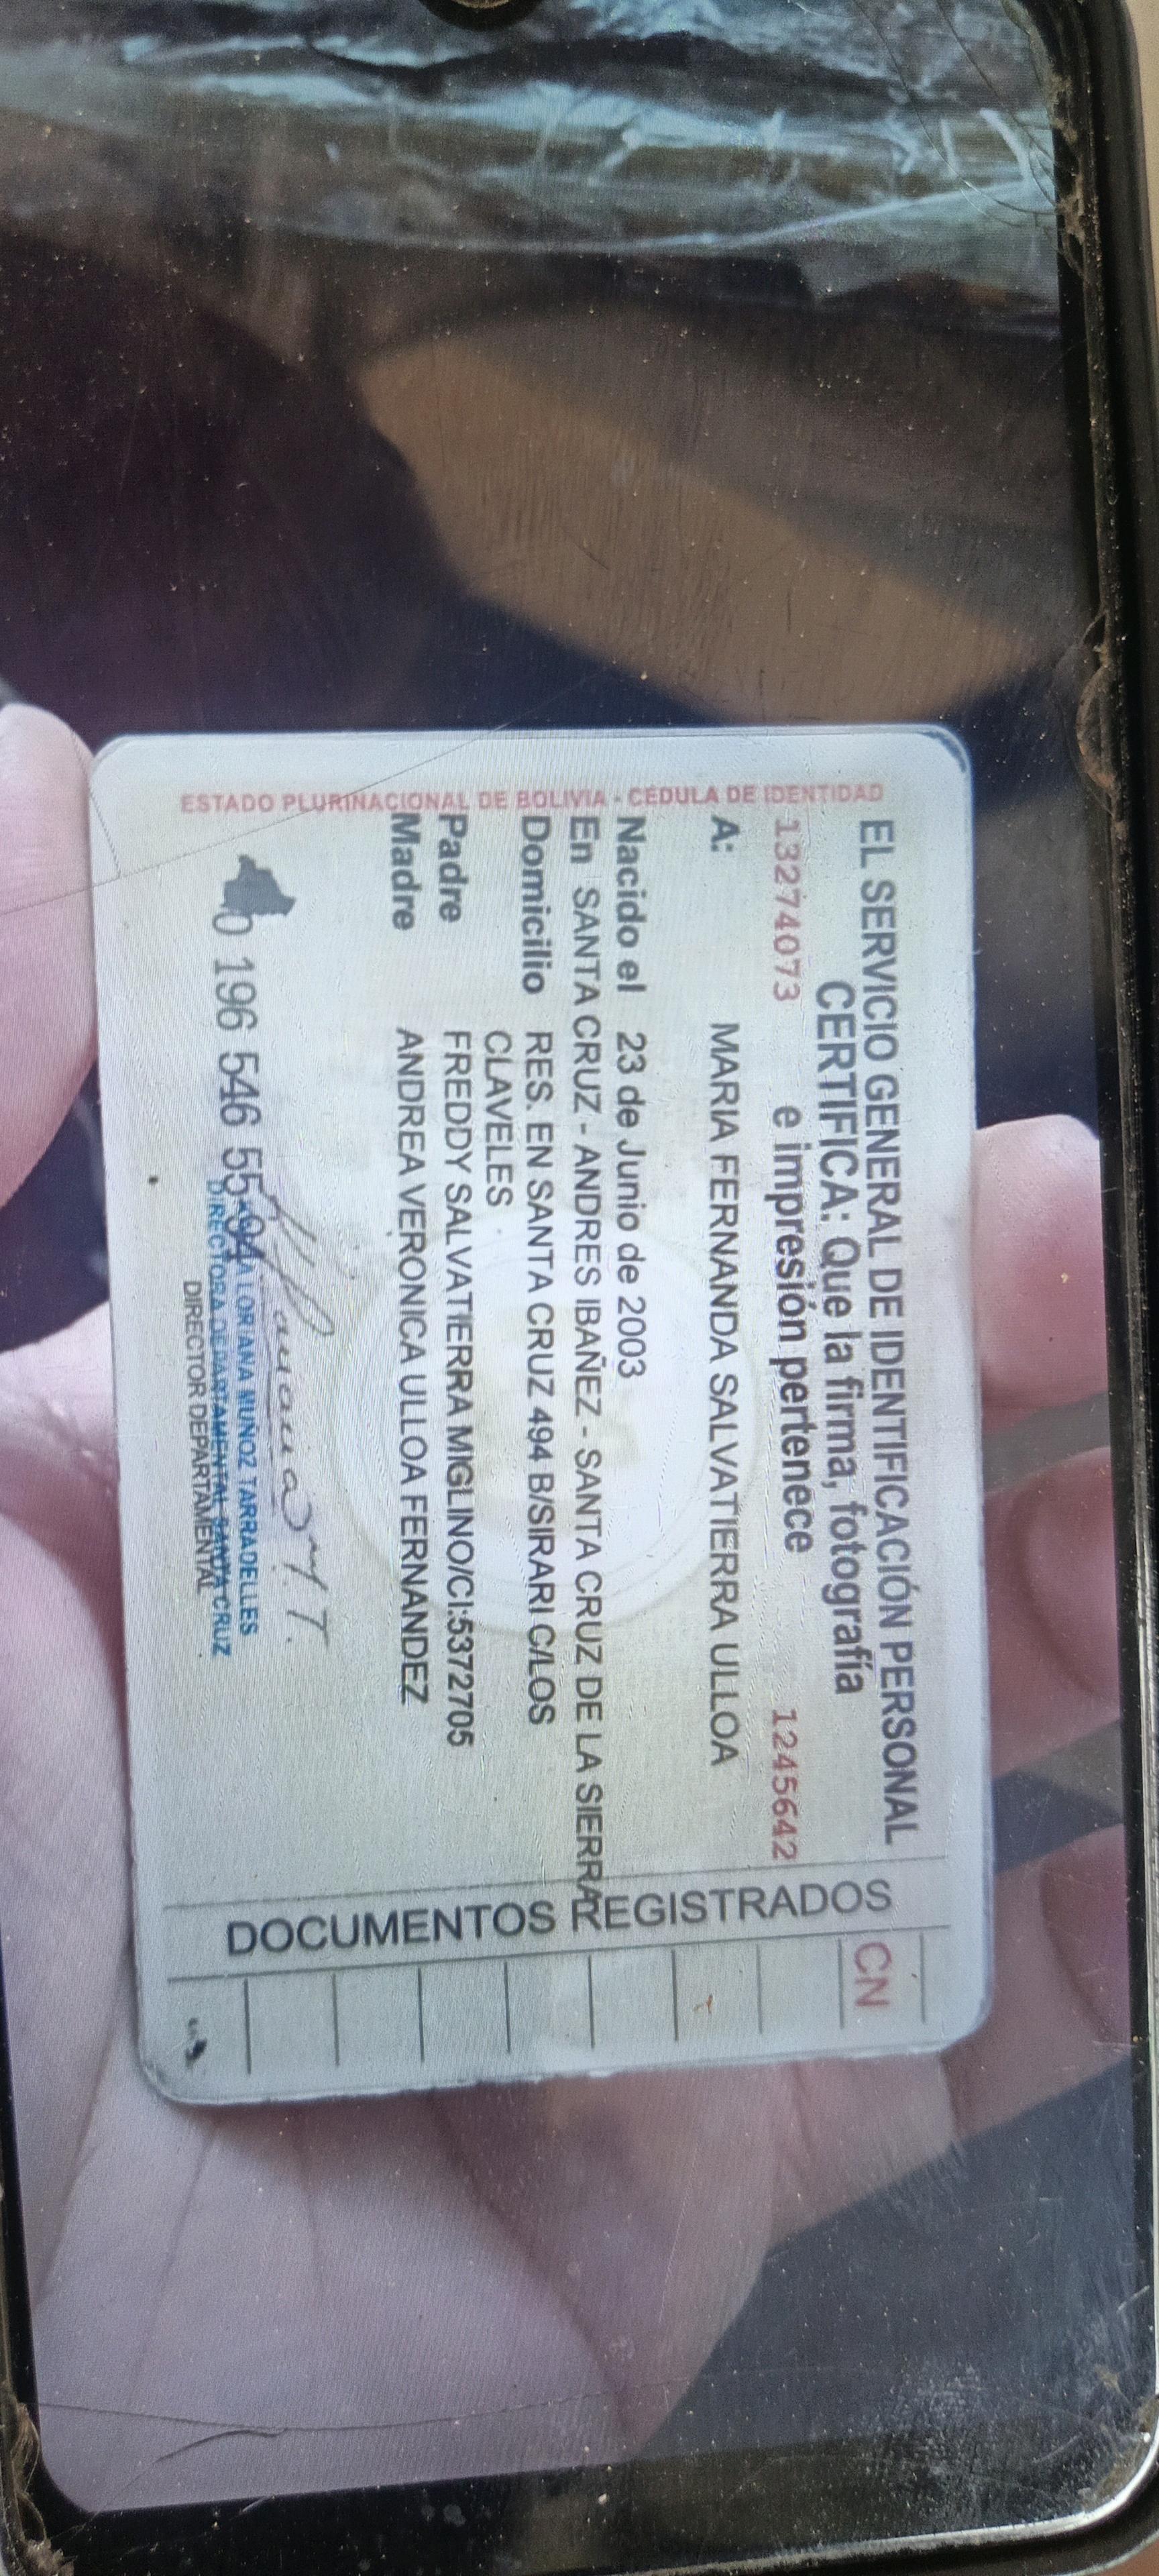 ESTADO PLURINACIONAL DE BOLIVIA - CÉDULA DE IDENTIDAD
EL SERVICIO GENERAL DE IDENTIFICACIÓN PERSONAL
CERTIFICA: Que la firma, fotografía
13274073 e impresión pertenece 1245642
A: MARIA FERNANDA SALVATIERRA ULLOA
Nacido el 23 de Junio de 2003
En SANTA CRUZ - ANDRES IBAÑEZ - SANTA CRUZ DE LA SIERRA
Domicilio RES. EN SANTA CRUZ 494 B/SIRARI C/LOS
CLAVELES
Padre FREDDY SALVATIERRA MIGLINO/CI:5372705
Madre ANDREA VERONICA ULLOA FERNANDEZ
0 196 546 55
LORIANA MUÑOZ TARRADELLES
DIRECTORA DEPARTAMENTAL SANTA CRUZ
DIRECTOR DEPARTAMENTAL
DOCUMENTOS REGISTRADOS
CN